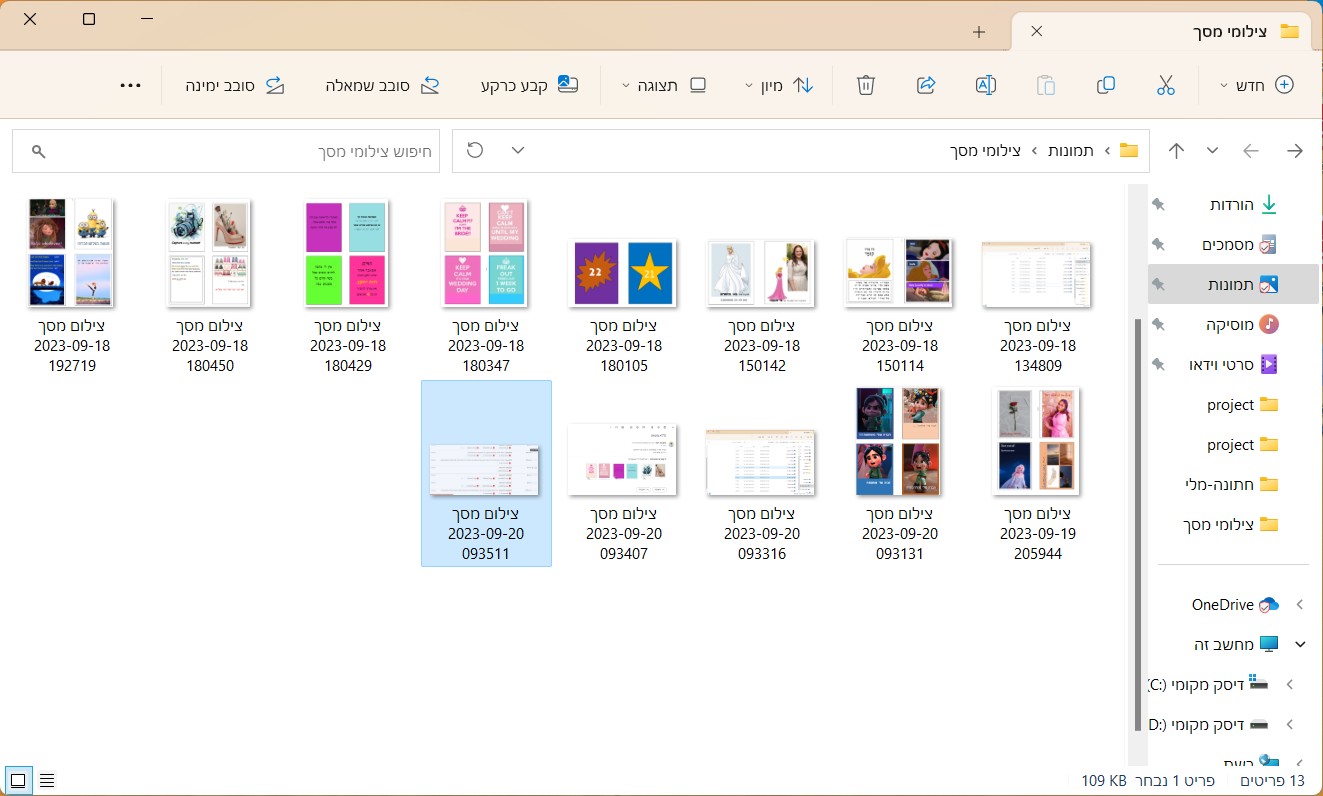 צילומי מסך
חדש
מיון
תצוגה
קבע כרקע
סובב שמאלה
סובב ימינה
תמונות
צילומי מסך
חיפוש צילומי מסך
הורדות
מסמכים
תמונות
מוסיקה
סרטי וידאו
project
project
חתונה-מלי
צילומי מסך
OneDrive
מחשב זה
דיסק מקומי (C:)
דיסק מקומי (D:
רשת
צילום מסך
2023-09-18
134809
צילום מסך
2023-09-18
150114
צילום מסך
2023-09-18
150142
צילום מסך
2023-09-18
180105
22
21
צילום מסך
2023-09-18
180347
KEEP
CALM
I'M THE
BRIDE!
KEEP
CALM
UNTIL MY
WEDDING
KEEP
CALM
WEDDING
DAY
FREAK
OUT
1 WEEK
TO GO
צילום מסך
2023-09-18
180429
צילום מסך
2023-09-18
180450
צילום מסך
2023-09-18
192719
צילום מסך
2023-09-19
205944
צילום מסך
2023-09-20
093131
צילום מסך
2023-09-20
093316
צילום מסך
2023-09-20
093407
צילום מסך
2023-09-20
093511
13 פריטים
פריט 1 נבחר
109 KB